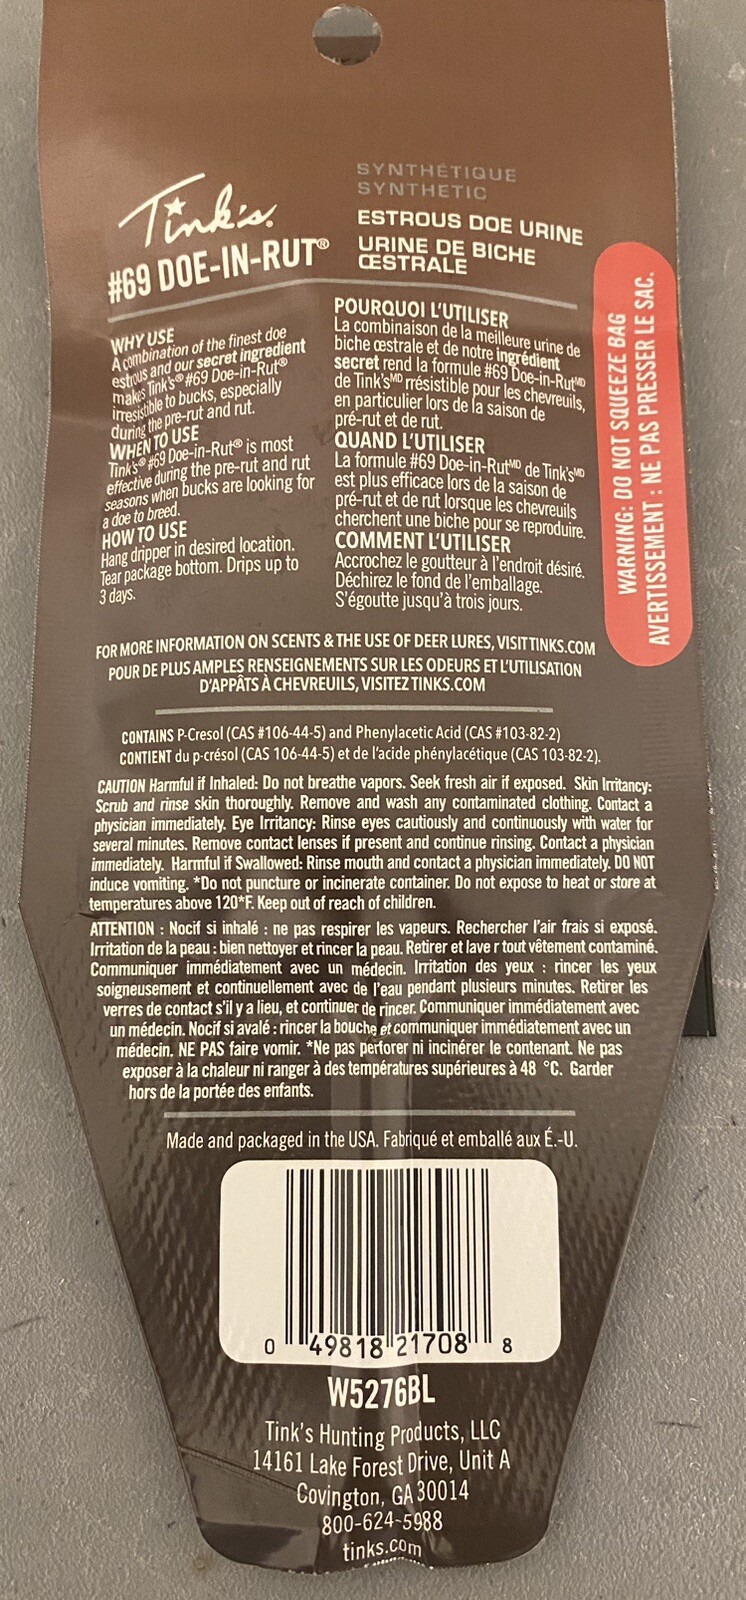 Tink's.
#69 DOE-IN-RUT®
SYNTHÉTIQUE
SYNTHETIC
ESTROUS DOE URINE
URINE DE BICHE
ŒSTRALE
WHY USE
A combination of the finest doe
estrous and our secret ingredient
makes Tink's® #69 Doe-in-Rut®
irresistible to bucks, especially
during the pre-rut and rut.
WHEN TO USE
Tink's® #69 Doe-in-Rut® is most
effective during the pre-rut and rut
seasons when bucks are looking for
a doe to breed.
HOW TO USE
Hang dripper in desired location.
Tear package bottom. Drips up to
3 days.
POURQUOI L'UTILISER
La combinaison de la meilleure urine de
biche œstrale et de notre ingrédient
secret rend la formule #69 Doe-in-Rutᴹᴰ
de Tink'sᴹᴰ rrésistible pour les chevreuils,
en particulier lors de la saison de
pré-rut et de rut.
QUAND L'UTILISER
La formule #69 Doe-in-Rutᴹᴰ de Tink'sᴹᴰ
est plus efficace lors de la saison de
pré-rut et de rut lorsque les chevreuils
cherchent une biche pour se reproduire.
COMMENT L'UTILISER
Accrochez le goutteur à l'endroit désiré.
Déchirez le fond de l'emballage.
S'égoutte jusqu'à trois jours.
WARNING: DO NOT SQUEEZE BAG
AVERTISSEMENT : NE PAS PRESSER LE SAC.
FOR MORE INFORMATION ON SCENTS & THE USE OF DEER LURES, VISIT TINKS.COM
POUR DE PLUS AMPLES RENSEIGNEMENTS SUR LES ODEURS ET L'UTILISATION
D'APPÂTS À CHEVREUILS, VISITEZ TINKS.COM
CONTAINS P-Cresol (CAS #106-44-5) and Phenylacetic Acid (CAS #103-82-2)
CONTIENT du p-crésol (CAS 106-44-5) et de l'acide phénylacétique (CAS 103-82-2).
CAUTION Harmful if Inhaled: Do not breathe vapors. Seek fresh air if exposed. Skin Irritancy:
Scrub and rinse skin thoroughly. Remove and wash any contaminated clothing. Contact a
physician immediately. Eye Irritancy: Rinse eyes cautiously and continuously with water for
several minutes. Remove contact lenses if present and continue rinsing. Contact a physician
immediately. Harmful if Swallowed: Rinse mouth and contact a physician immediately. DO NOT
induce vomiting. *Do not puncture or incinerate container. Do not expose to heat or store at
temperatures above 120°F. Keep out of reach of children.
ATTENTION : Nocif si inhalé : ne pas respirer les vapeurs. Rechercher l'air frais si exposé.
Irritation de la peau : bien nettoyer et rincer la peau. Retirer et lave r tout vêtement contaminé.
Communiquer immédiatement avec un médecin. Irritation des yeux : rincer les yeux
soigneusement et continuellement avec de l'eau pendant plusieurs minutes. Retirer les
verres de contact s'il y a lieu, et continuer de rincer. Communiquer immédiatement avec
un médecin. Nocif si avalé : rincer la bouche et communiquer immédiatement avec un
médecin. NE PAS faire vomir. *Ne pas perforer ni incinérer le contenant. Ne pas
exposer à la chaleur ni ranger à des températures supérieures à 48 °C. Garder
hors de la portée des enfants.
Made and packaged in the USA. Fabriqué et emballé aux É.-U.
0 49818 21708 8
W5276BL
Tink's Hunting Products, LLC
14161 Lake Forest Drive, Unit A
Covington, GA 30014
800-624-5988
tinks.com